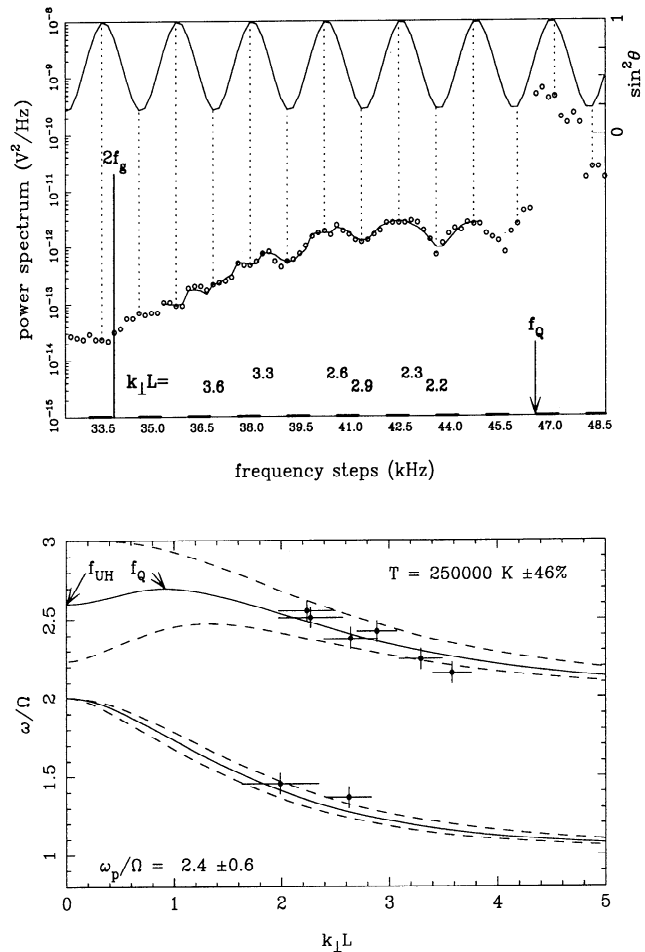 10⁻⁸
10⁻⁹
10⁻¹⁰
10⁻¹¹
10⁻¹²
10⁻¹³
10⁻¹⁴
10⁻¹⁵
power spectrum (V²/Hz)
1
0
sin²θ
2f_g
f_Q
k⊥L=
3.6
3.3
2.6
2.9
2.3
2.2
33.5 35.0 36.5 38.0 39.5 41.0 42.5 44.0 45.5 47.0 48.5
frequency steps (kHz)
3
2.5
2
1.5
1
ω/Ω
f_UH f_Q
T = 250000 K ±46%
ω_p/Ω = 2.4 ±0.6
0 1 2 3 4 5
k⊥L